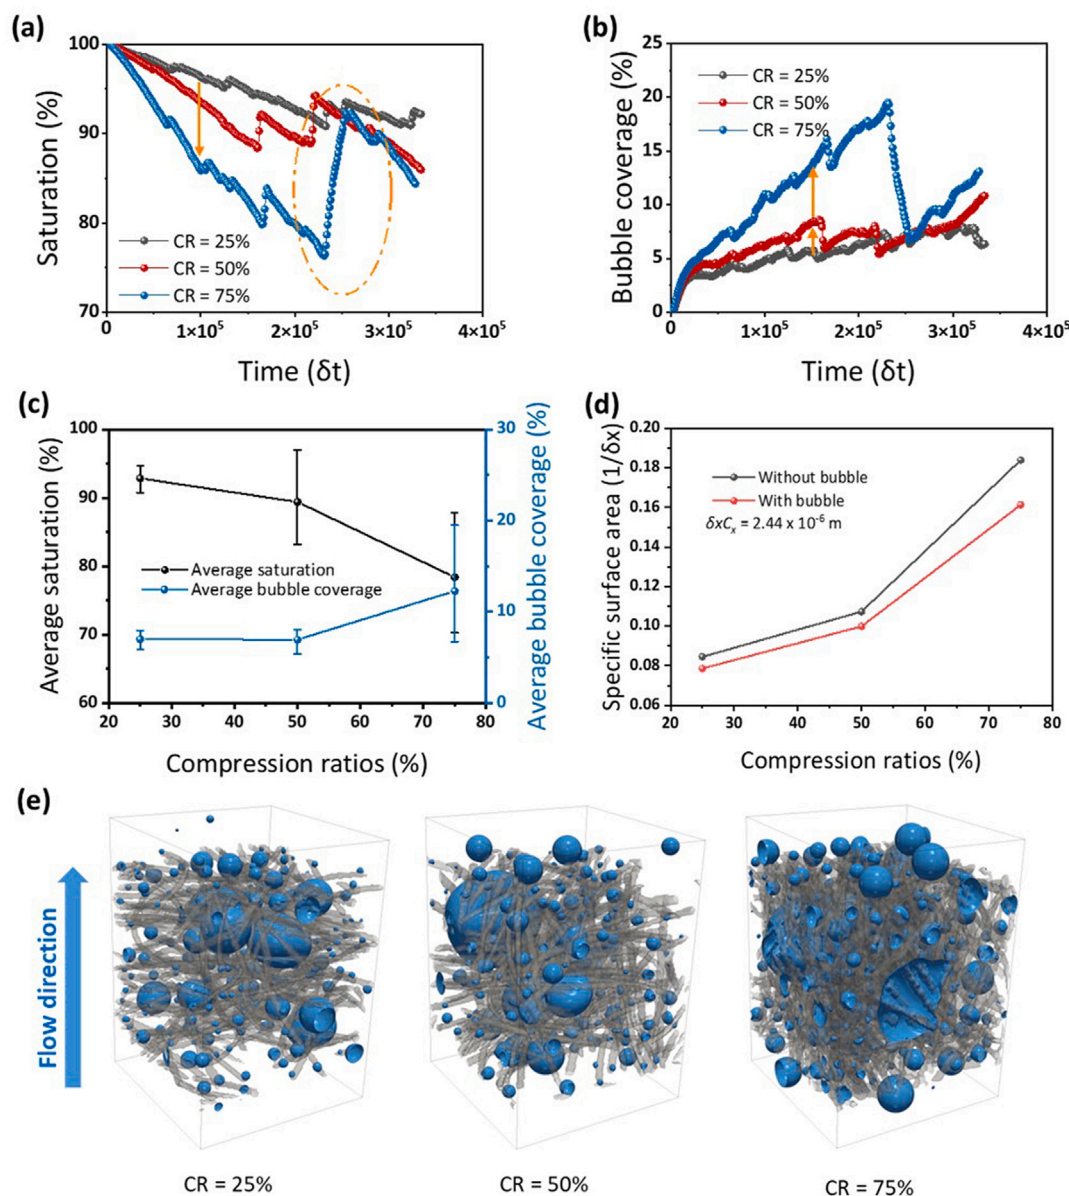 (a)
100
90
80
70
Saturation (%)
CR = 25%
CR = 50%
CR = 75%
0
1×10⁵
2×10⁵
3×10⁵
4×10⁵
Time (δt)
(b)
25
20
15
10
5
0
Bubble coverage (%)
CR = 25%
CR = 50%
CR = 75%
0
1×10⁵
2×10⁵
3×10⁵
4×10⁵
Time (δt)
(c)
100
90
80
70
60
Average saturation (%)
Average saturation
Average bubble coverage
30
20
10
0
Average bubble coverage (%)
20 30 40 50 60 70 80
Compression ratios (%)
(d)
0.20
0.18
0.16
0.14
0.12
0.10
0.08
0.06
Specific surface area (1/δx)
Without bubble
With bubble
δxCₓ = 2.44 x 10⁻⁶ m
20 30 40 50 60 70 80
Compression ratios (%)
(e)
Flow direction
CR = 25%
CR = 50%
CR = 75%